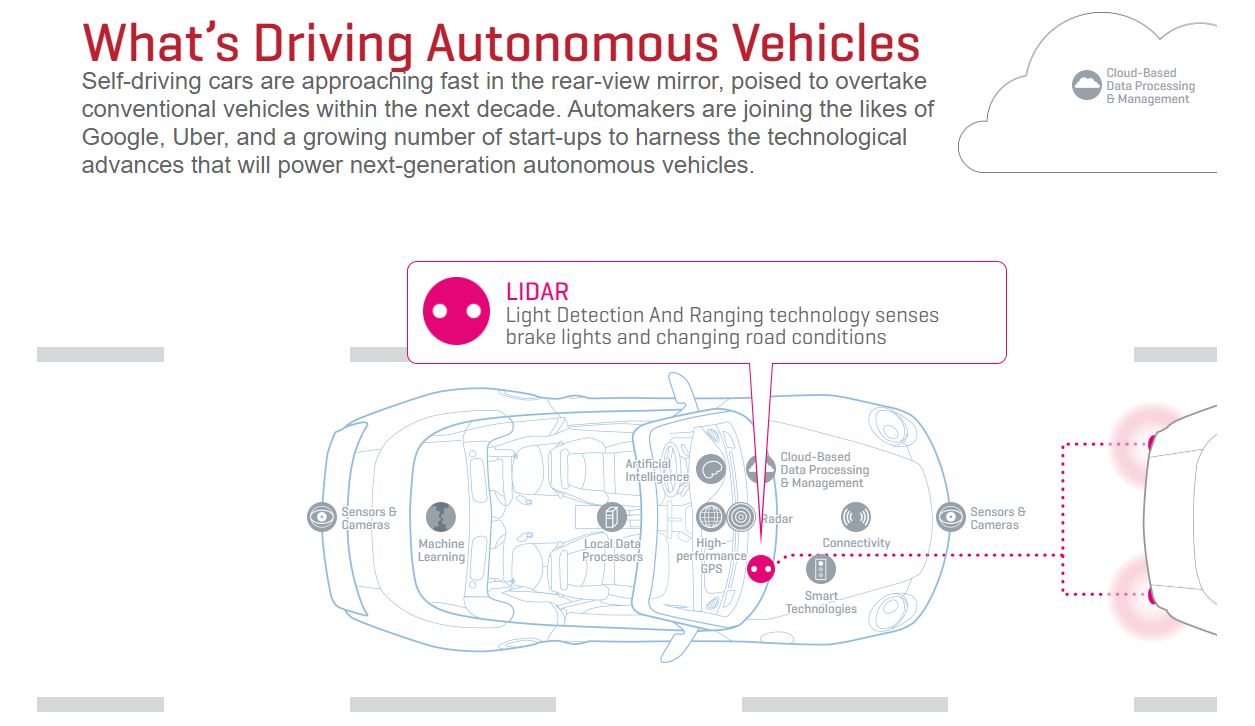 What's Driving Autonomous Vehicles
Self-driving cars are approaching fast in the rear-view mirror, poised to overtake
conventional vehicles within the next decade. Automakers are joining the likes of
Google, Uber, and a growing number of start-ups to harness the technological
advances that will power next-generation autonomous vehicles.
Cloud-Based
Data Processing
& Management
LIDAR
Light Detection And Ranging technology senses
brake lights and changing road conditions
Artificial
Intelligence
Cloud-Based
Data Processing
& Management
Sensors &
Cameras
Machine
Learning
Local Data
Processors
High-
performance
GPS
Radar
Connectivity
Sensors &
Cameras
Smart
Technologies